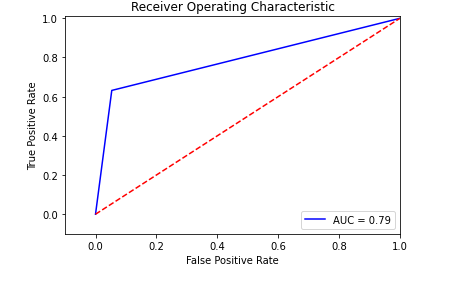 Receiver Operating Characteristic
1.0
0.8
0.6
0.4
0.2
0.0
True Positive Rate
AUC = 0.79
0.0 0.2 0.4 0.6 0.8 1.0
False Positive Rate